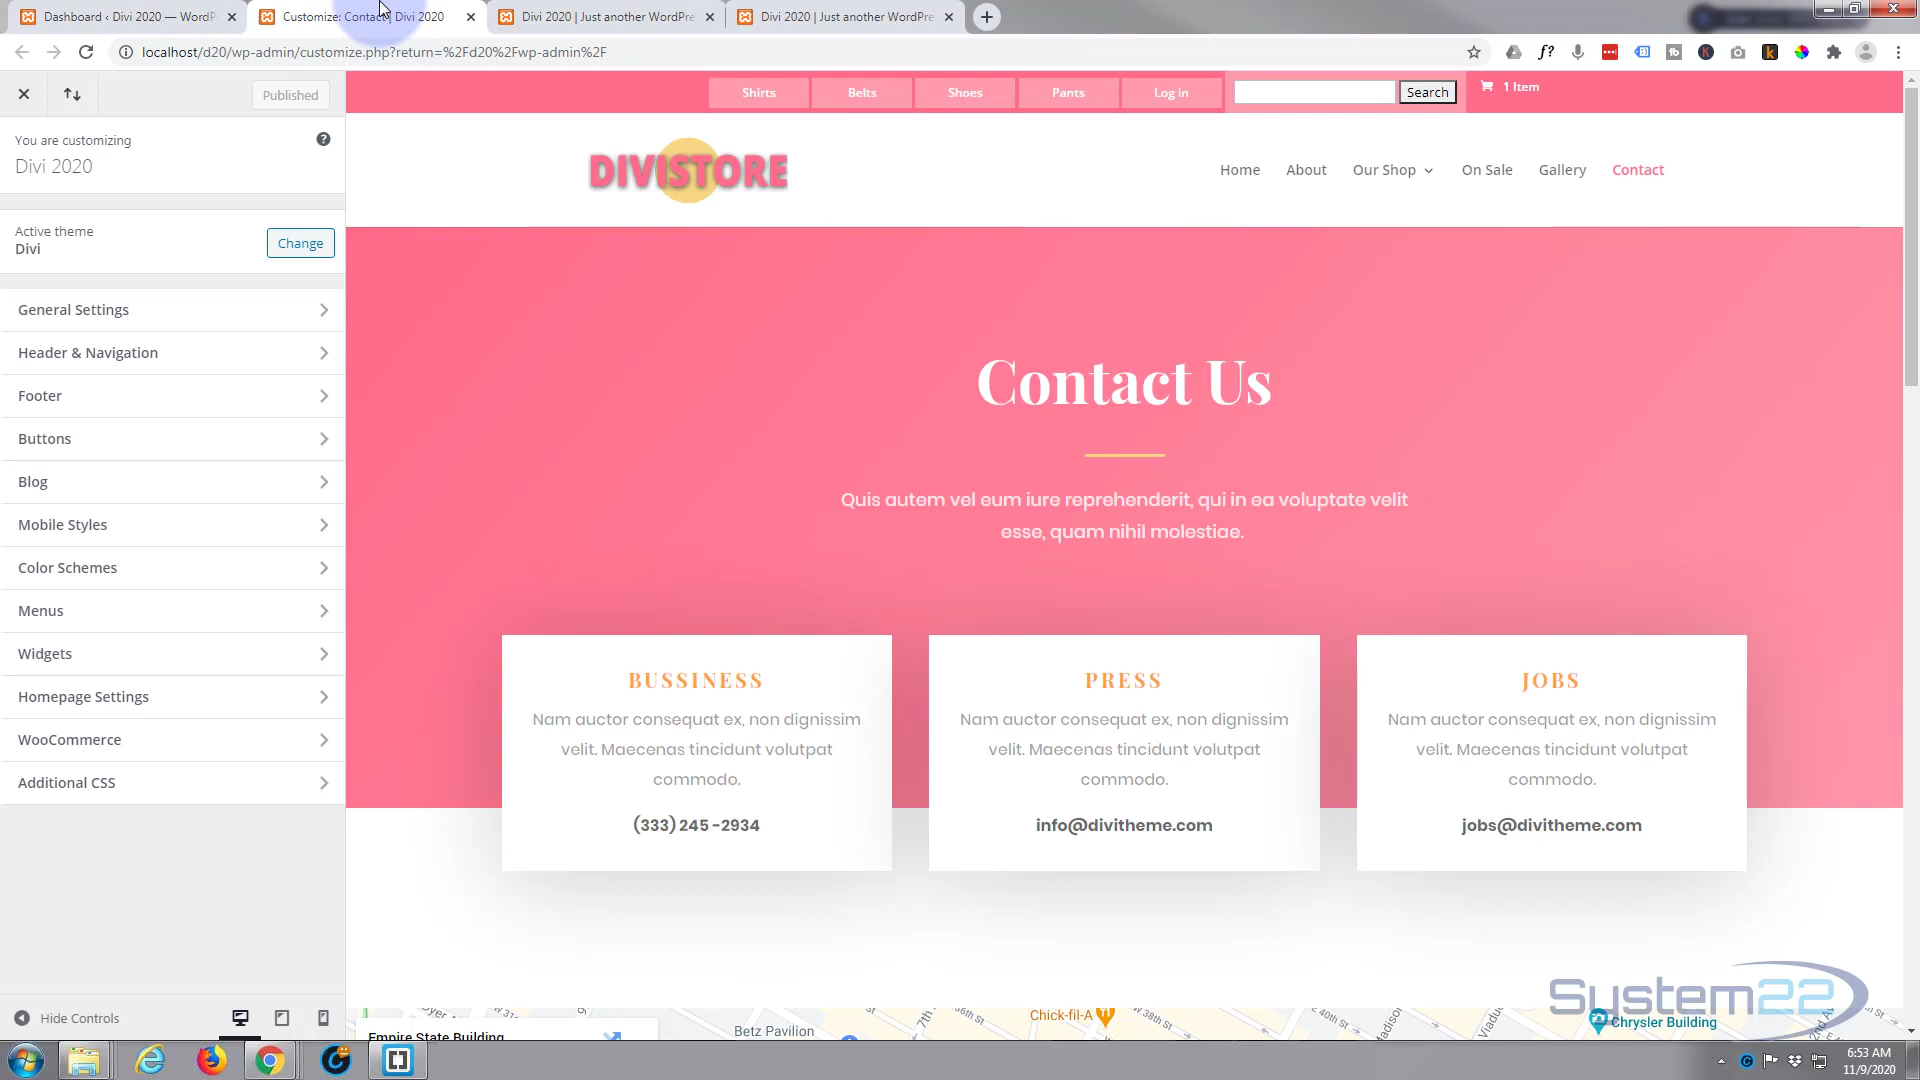 Dashboard ‹ Divi 2020 — WordPr
Customize: Contact | Divi 2020
Divi 2020 | Just another WordPre
Divi 2020 | Just another WordPre
localhost/d20/wp-admin/customize.php?return=%2Fd20%2Fwp-admin%2F
Published
You are customizing
Divi 2020
Active theme
Divi
Change
General Settings
Header & Navigation
Footer
Buttons
Blog
Mobile Styles
Color Schemes
Menus
Widgets
Homepage Settings
WooCommerce
Additional CSS
Hide Controls
Shirts
Belts
Shoes
Pants
Log in
Search
1 Item
DIVISTORE
Home
About
Our Shop
On Sale
Gallery
Contact
Contact Us
Quis autem vel eum iure reprehenderit, qui in ea voluptate velit
esse, quam nihil molestiae.
BUSSINESS
Nam auctor consequat ex, non dignissim
velit. Maecenas tincidunt volutpat
commodo.
(333) 245 -2934
PRESS
Nam auctor consequat ex, non dignissim
velit. Maecenas tincidunt volutpat
commodo.
info@divitheme.com
JOBS
Nam auctor consequat ex, non dignissim
velit. Maecenas tincidunt volutpat
commodo.
jobs@divitheme.com
Empire State Building
Betz Pavilion
Chick-fil-A
W 38th St
Chrysler Building
System22
6:53 AM
11/9/2020